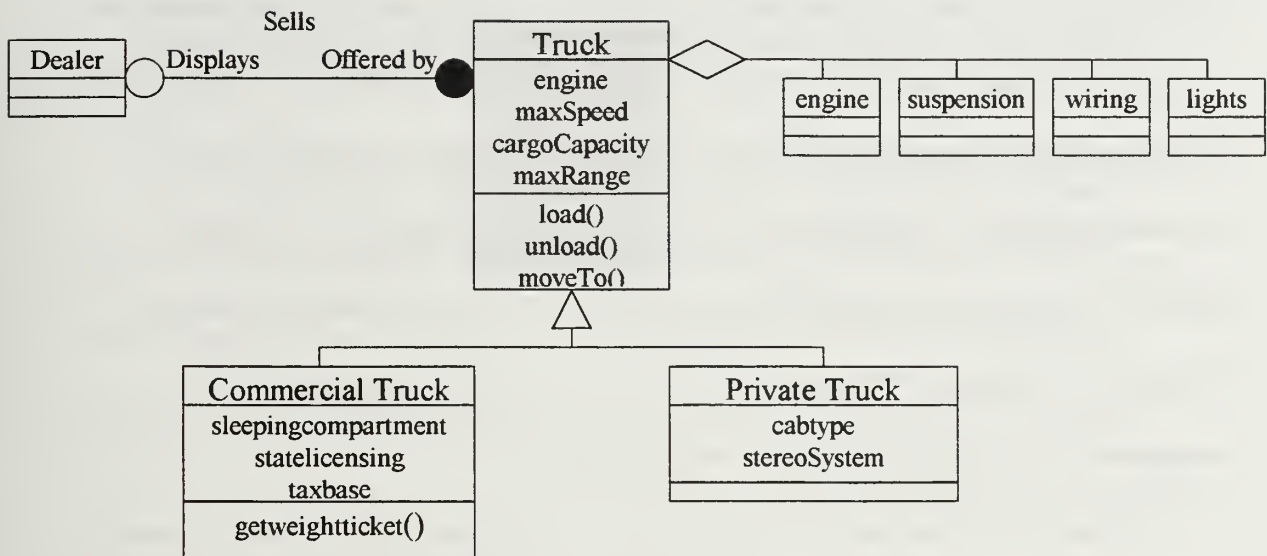 Sells
Dealer
Displays
Offered by
Truck
engine
maxSpeed
cargoCapacity
maxRange
load()
unload()
moveTo()
engine
suspension
wiring
lights
Commercial Truck
sleepingcompartment
statelicensing
taxbase
getweightticket()
Private Truck
cabtype
stereoSystem